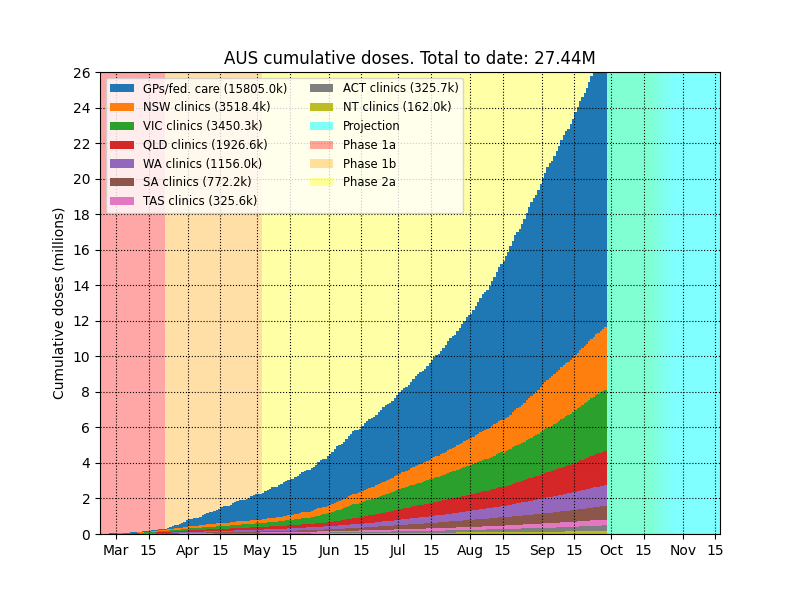 AUS cumulative doses. Total to date: 27.44M
Cumulative doses (millions)
26
24
22
20
18
16
14
12
10
8
6
4
2
0
GPs/fed. care (15805.0k)
NSW clinics (3518.4k)
VIC clinics (3450.3k)
QLD clinics (1926.6k)
WA clinics (1156.0k)
SA clinics (772.2k)
TAS clinics (325.6k)
ACT clinics (325.7k)
NT clinics (162.0k)
Projection
Phase 1a
Phase 1b
Phase 2a
Mar 15 Apr 15 May 15 Jun 15 Jul 15 Aug 15 Sep 15 Oct 15 Nov 15